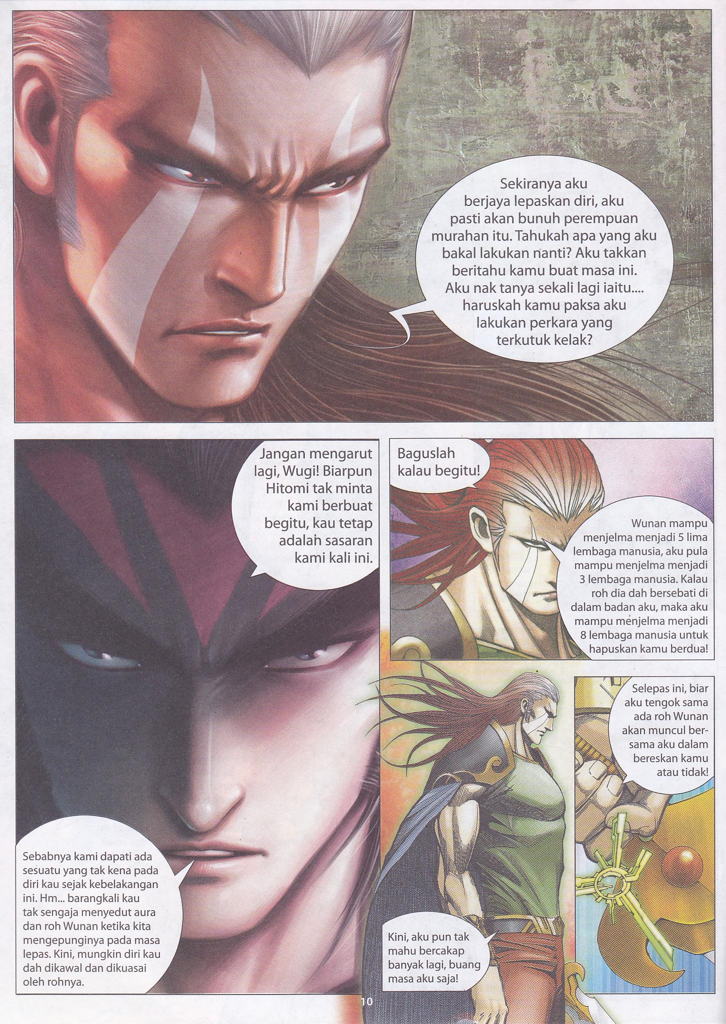 Sekiranya aku
berjaya lepaskan diri, aku
pasti akan bunuh perempuan
murahan itu. Tahukah apa yang aku
bakal lakukan nanti? Aku takkan
beritahu kamu buat masa ini.
Aku nak tanya sekali lagi iaitu....
haruskah kamu paksa aku
lakukan perkara yang
terkutuk kelak?
Jangan mengarut
lagi, Wugi! Biarpun
Hitomi tak minta
kami berbuat
begitu, kau tetap
adalah sasaran
kami kali ini.
Sebabnya kami dapati ada
sesuatu yang tak kena pada
diri kau sejak kebelakangan
ini. Hm... barangkali kau
tak sengaja menyedut aura
dan roh Wunan ketika kita
mengepunginya pada masa
lepas. Kini, mungkin diri kau
dah dikawal dan dikuasai
oleh rohnya.
Baguslah
kalau begitu!
Wunan mampu
menjelma menjadi 5 lima
lembaga manusia, aku pula
mampu menjelma menjadi
3 lembaga manusia. Kalau
roh dia dah bersebati di
dalam badan aku, maka aku
mampu menjelma menjadi
8 lembaga manusia untuk
hapuskan kamu berdua!
Selepas ini, biar
aku tengok sama
ada roh Wunan
akan muncul ber-
sama aku dalam
bereskan kamu
atau tidak!
Kini, aku pun tak
mahu bercakap
banyak lagi, buang
masa aku saja!
10